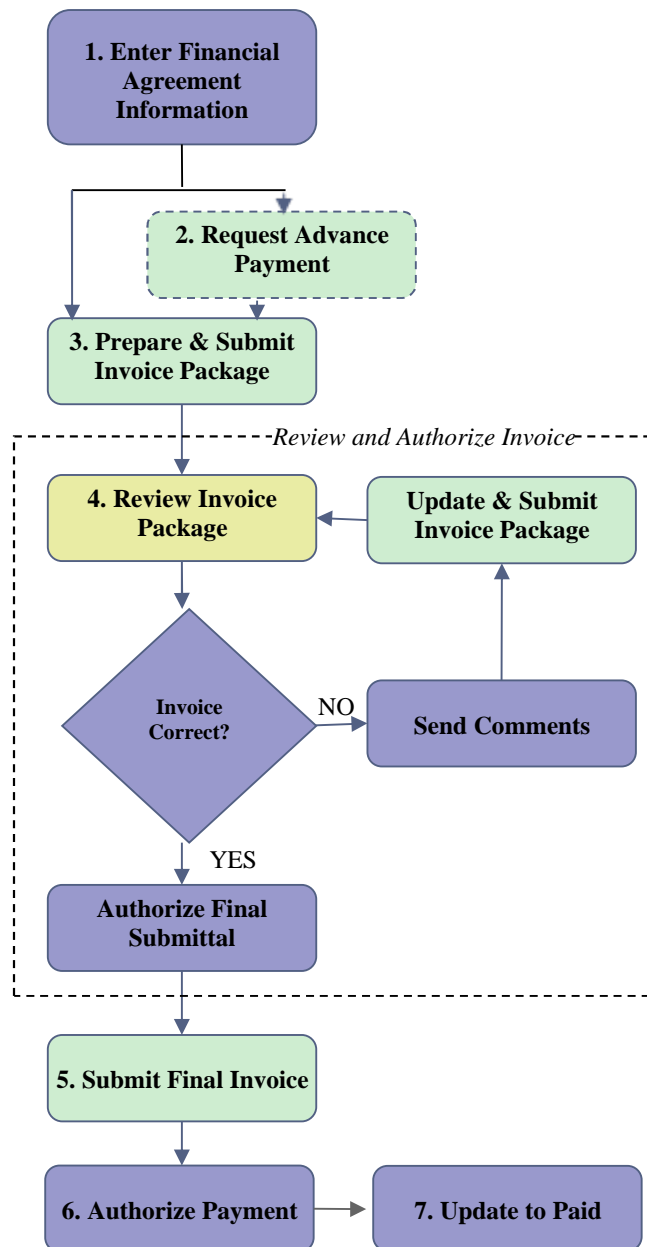 1. Enter Financial
Agreement
Information
2. Request Advance
Payment
3. Prepare & Submit
Invoice Package
Review and Authorize Invoice
4. Review Invoice
Package
Update & Submit
Invoice Package
Invoice
Correct?
NO
Send Comments
YES
Authorize Final
Submittal
5. Submit Final Invoice
6. Authorize Payment
7. Update to Paid